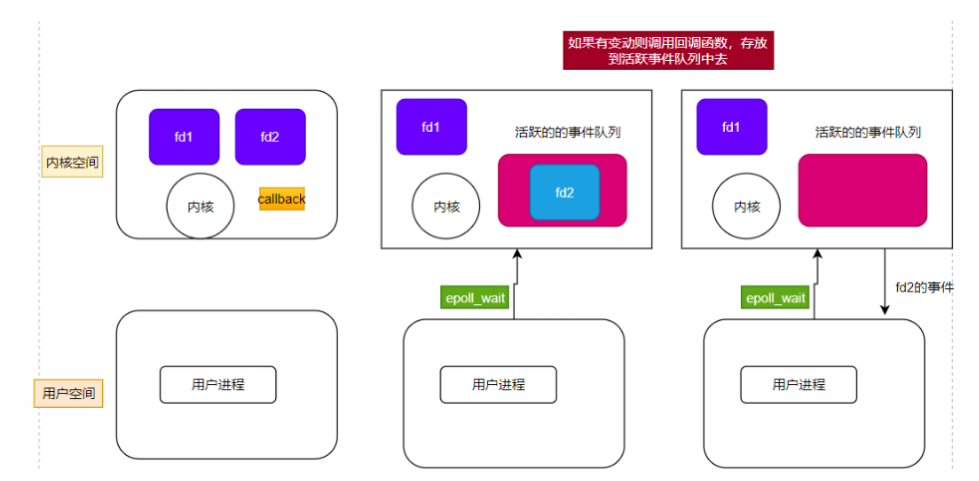 如果有变动则调用回调函数，存放
到活跃事件队列中去
内核空间
fd1
fd2
内核
callback
fd1
活跃的的事件队列
fd2
内核
fd1
活跃的的事件队列
内核
epoll_wait
epoll_wait
fd2的事件
用户空间
用户进程
用户进程
用户进程